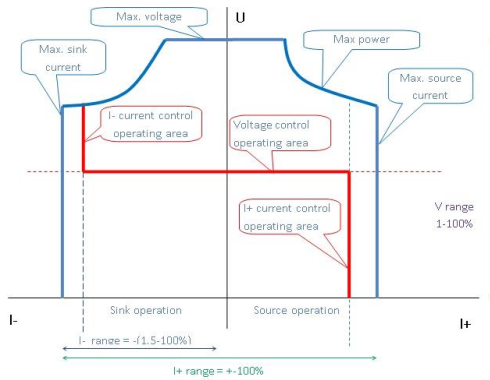 Max. voltage
U
Max. sink
current
Max power
Max. source
current
I- current control
operating area
Voltage control
operating area
I+ current control
operating area
V range
1-100%
Sink operation
Source operation
I-
I+
I-  range = -(1.5-100%)
I+ range = +-100%